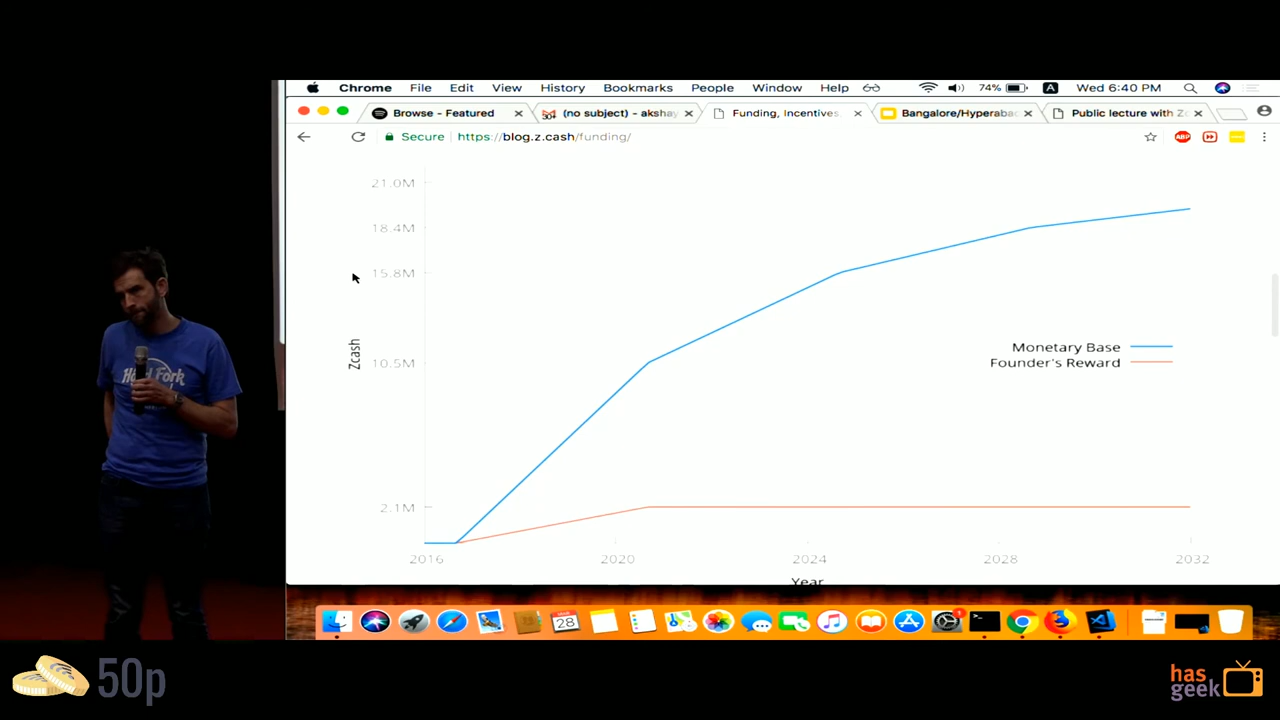 Chrome File Edit View History Bookmarks People Window Help 74% A Wed 6:40 PM
Browse - Featured (no subject) - akshay Funding, Incentives, Bangalore/Hyperaba Public lecture with Zo
Secure https://blog.z.cash/funding/ ABP
21.0M
18.4M
15.8M
10.5M
2.1M
Zcash
Monetary Base
Founder's Reward
2016 2020 2024 2028 2032
Year
28
1
Hard Fork
50p
has
geek